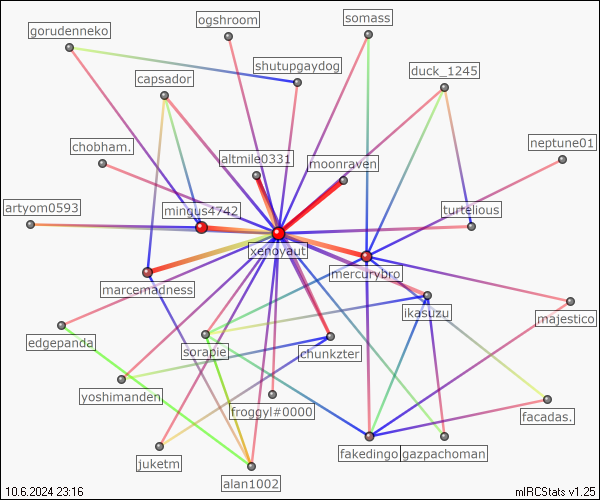 ogshroom
somass
gorudenneko
shutupgaydog
duck_1245
capsador
chobham.
altmile0331
moonraven
neptune01
artyom0593
mingus4742
turtelious
xenoyaut
mercurybro
marcemadness
ikasuzu
majestico
edgepanda
sorapie
chunkzter
yoshimanden
froggyl#0000
facadas.
juketm
fakedingo
gazpachoman
alan1002
10.6.2024 23:16
mIRCStats v1.25